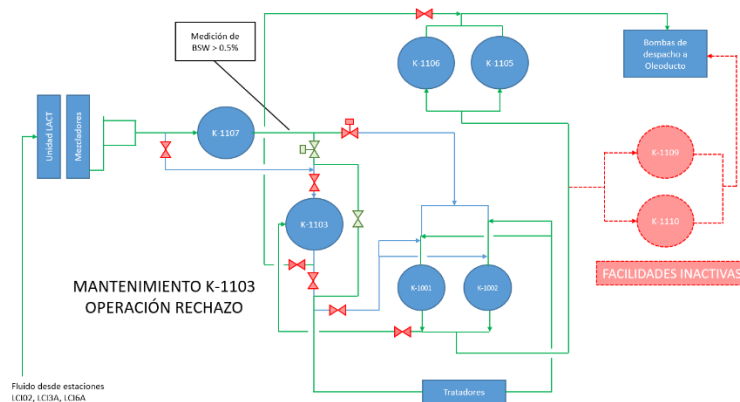 Medición de
BSW > 0.5%
K-1106
K-1105
Bombas de
despacho a
Oleoducto
Unidad LACT
Mezcladores
K-1107
K-1109
K-1103
K-1110
MANTENIMIENTO K-1103
OPERACIÓN RECHAZO
K-1001
K-1002
FACILIDADES INACTIVAS
Tratadores
Fluido desde estaciones
LCI02, LCI3A, LCI6A